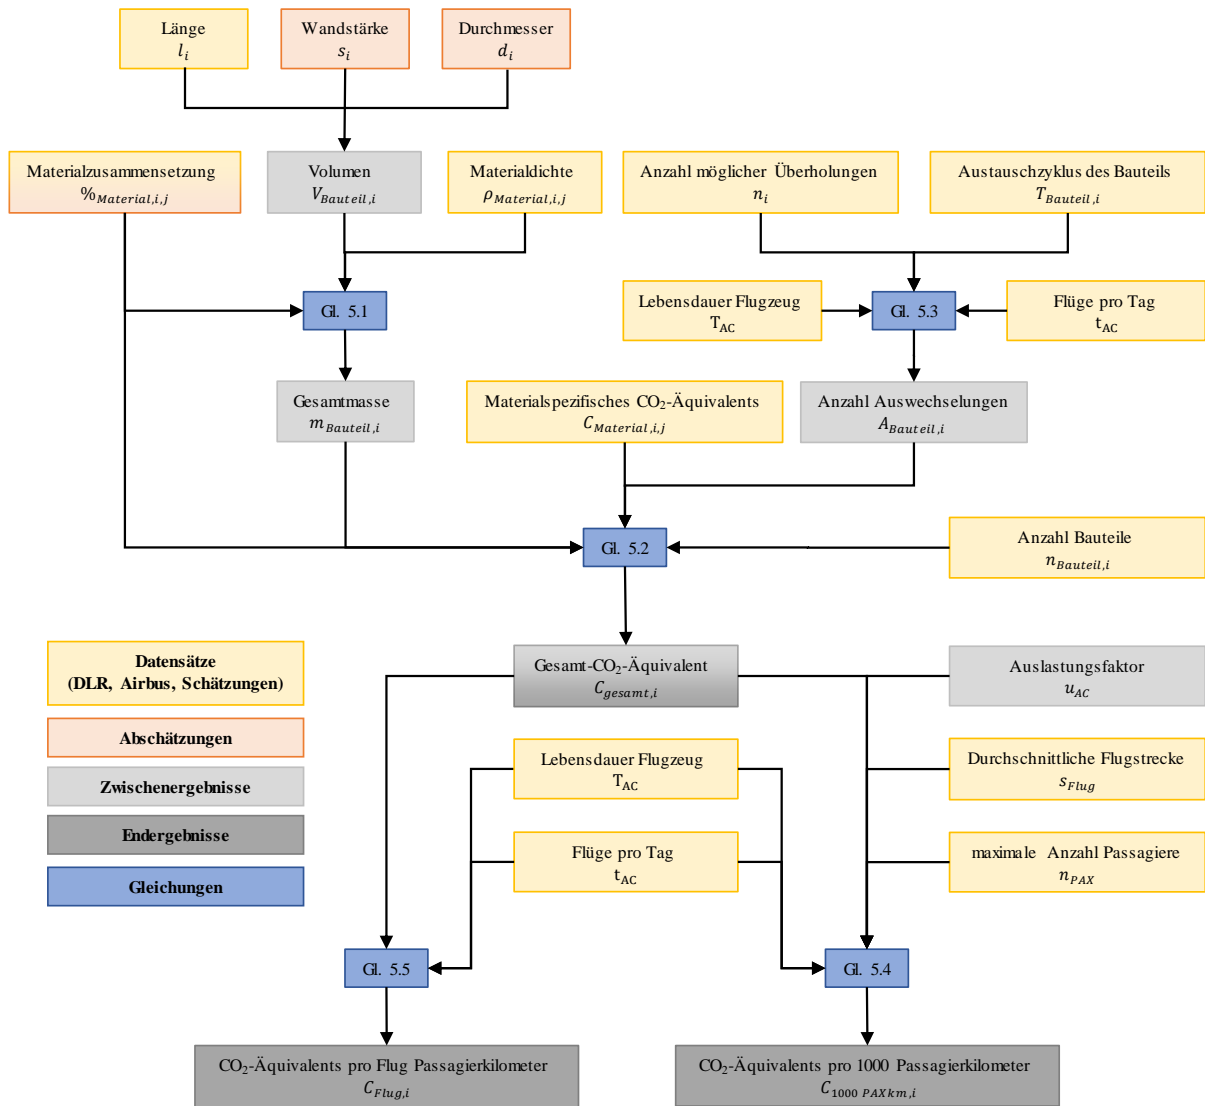 Länge
l_i
Wandstärke
s_i
Durchmesser
d_i
Materialzusammensetzung
%_Material,i,j
Volumen
V_Bauteil,i
Materialdichte
ρ_Material,i,j
Anzahl möglicher Überholungen
n_i
Austauschzyklus des Bauteils
T_Bauteil,i
Gl. 5.1
Lebensdauer Flugzeug
T_AC
Gl. 5.3
Flüge pro Tag
t_AC
Gesamtmasse
m_Bauteil,i
Materialspezifisches CO₂-Äquivalents
C_Material,i,j
Anzahl Auswechselungen
A_Bauteil,i
Gl. 5.2
Anzahl Bauteile
n_Bauteil,i
Datensätze
(DLR, Airbus, Schätzungen)
Abschätzungen
Zwischenergebnisse
Endergebnisse
Gleichungen
Gesamt-CO₂-Äquivalent
C_gesamt,i
Auslastungsfaktor
u_AC
Lebensdauer Flugzeug
T_AC
Durchschnittliche Flugstrecke
s_Flug
Flüge pro Tag
t_AC
maximale Anzahl Passagiere
n_PAX
Gl. 5.5
Gl. 5.4
CO₂-Äquivalents pro Flug Passagierkilometer
C_Flug,i
CO₂-Äquivalents pro 1000 Passagierkilometer
C_1000 PAXkm,i